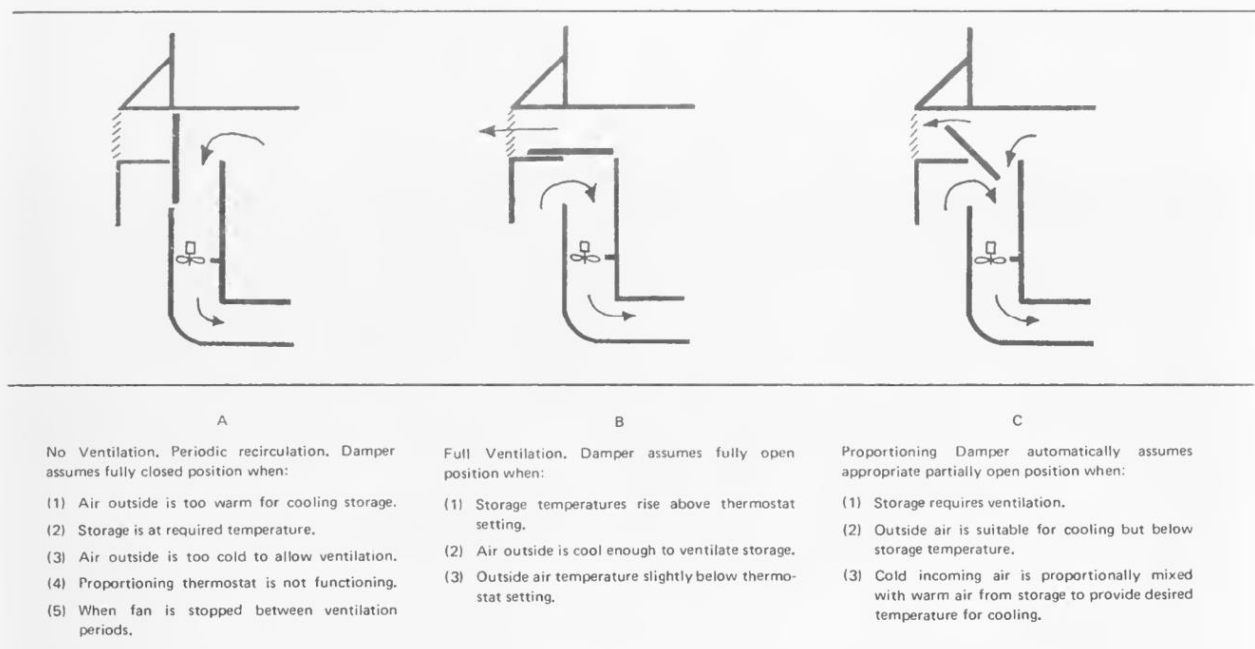 A
No Ventilation. Periodic recirculation. Damper
assumes fully closed position when:
(1) Air outside is too warm for cooling storage.
(2) Storage is at required temperature.
(3) Air outside is too cold to allow ventilation.
(4) Proportioning thermostat is not functioning.
(5) When fan is stopped between ventilation
periods.
B
Full Ventilation. Damper assumes fully open
position when:
(1) Storage temperatures rise above thermostat
setting.
(2) Air outside is cool enough to ventilate storage.
(3) Outside air temperature slightly below thermo-
stat setting.
C
Proportioning Damper automatically assumes
appropriate partially open position when:
(1) Storage requires ventilation.
(2) Outside air is suitable for cooling but below
storage temperature.
(3) Cold incoming air is proportionally mixed
with warm air from storage to provide desired
temperature for cooling.